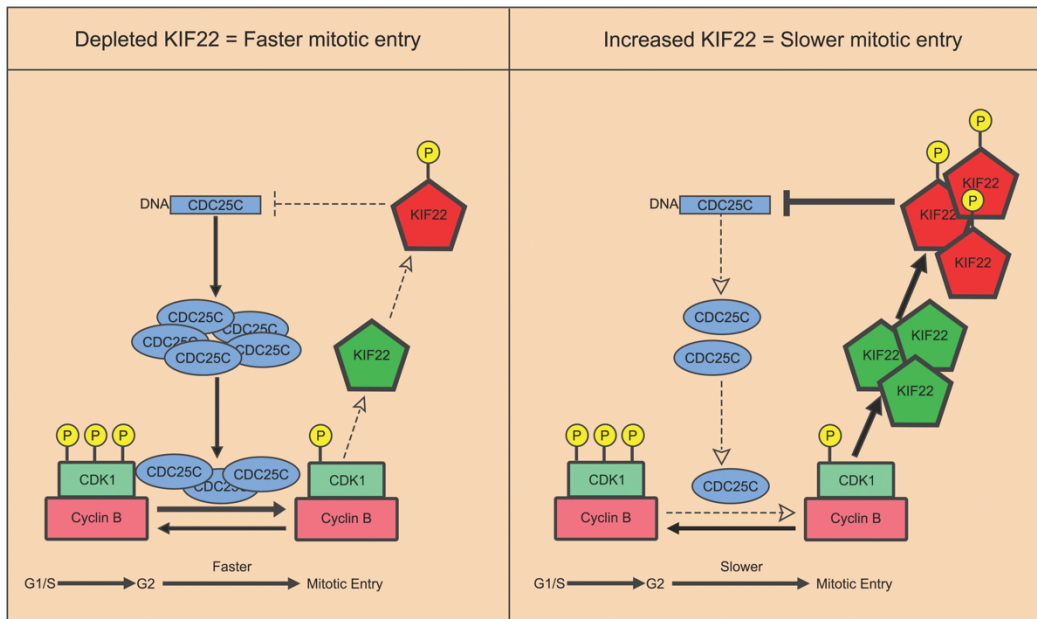 Depleted KIF22 = Faster mitotic entry
P
DNA CDC25C
KIF22
CDC25C
CDC25C
CDC25C
CDC25C
CDC25C
KIF22
P P P
P
CDC25C
CDC25C
CDC25C
CDK1
CDK1
Cyclin B
Cyclin B
Faster
G1/S G2 Mitotic Entry
Increased KIF22 = Slower mitotic entry
P
P
KIF22
P
DNA CDC25C
KIF22
KIF22
CDC25C
KIF22
CDC25C
KIF22
KIF22
P P P
P
CDK1
CDC25C
CDK1
Cyclin B
Cyclin B
Slower
G1/S G2 Mitotic Entry